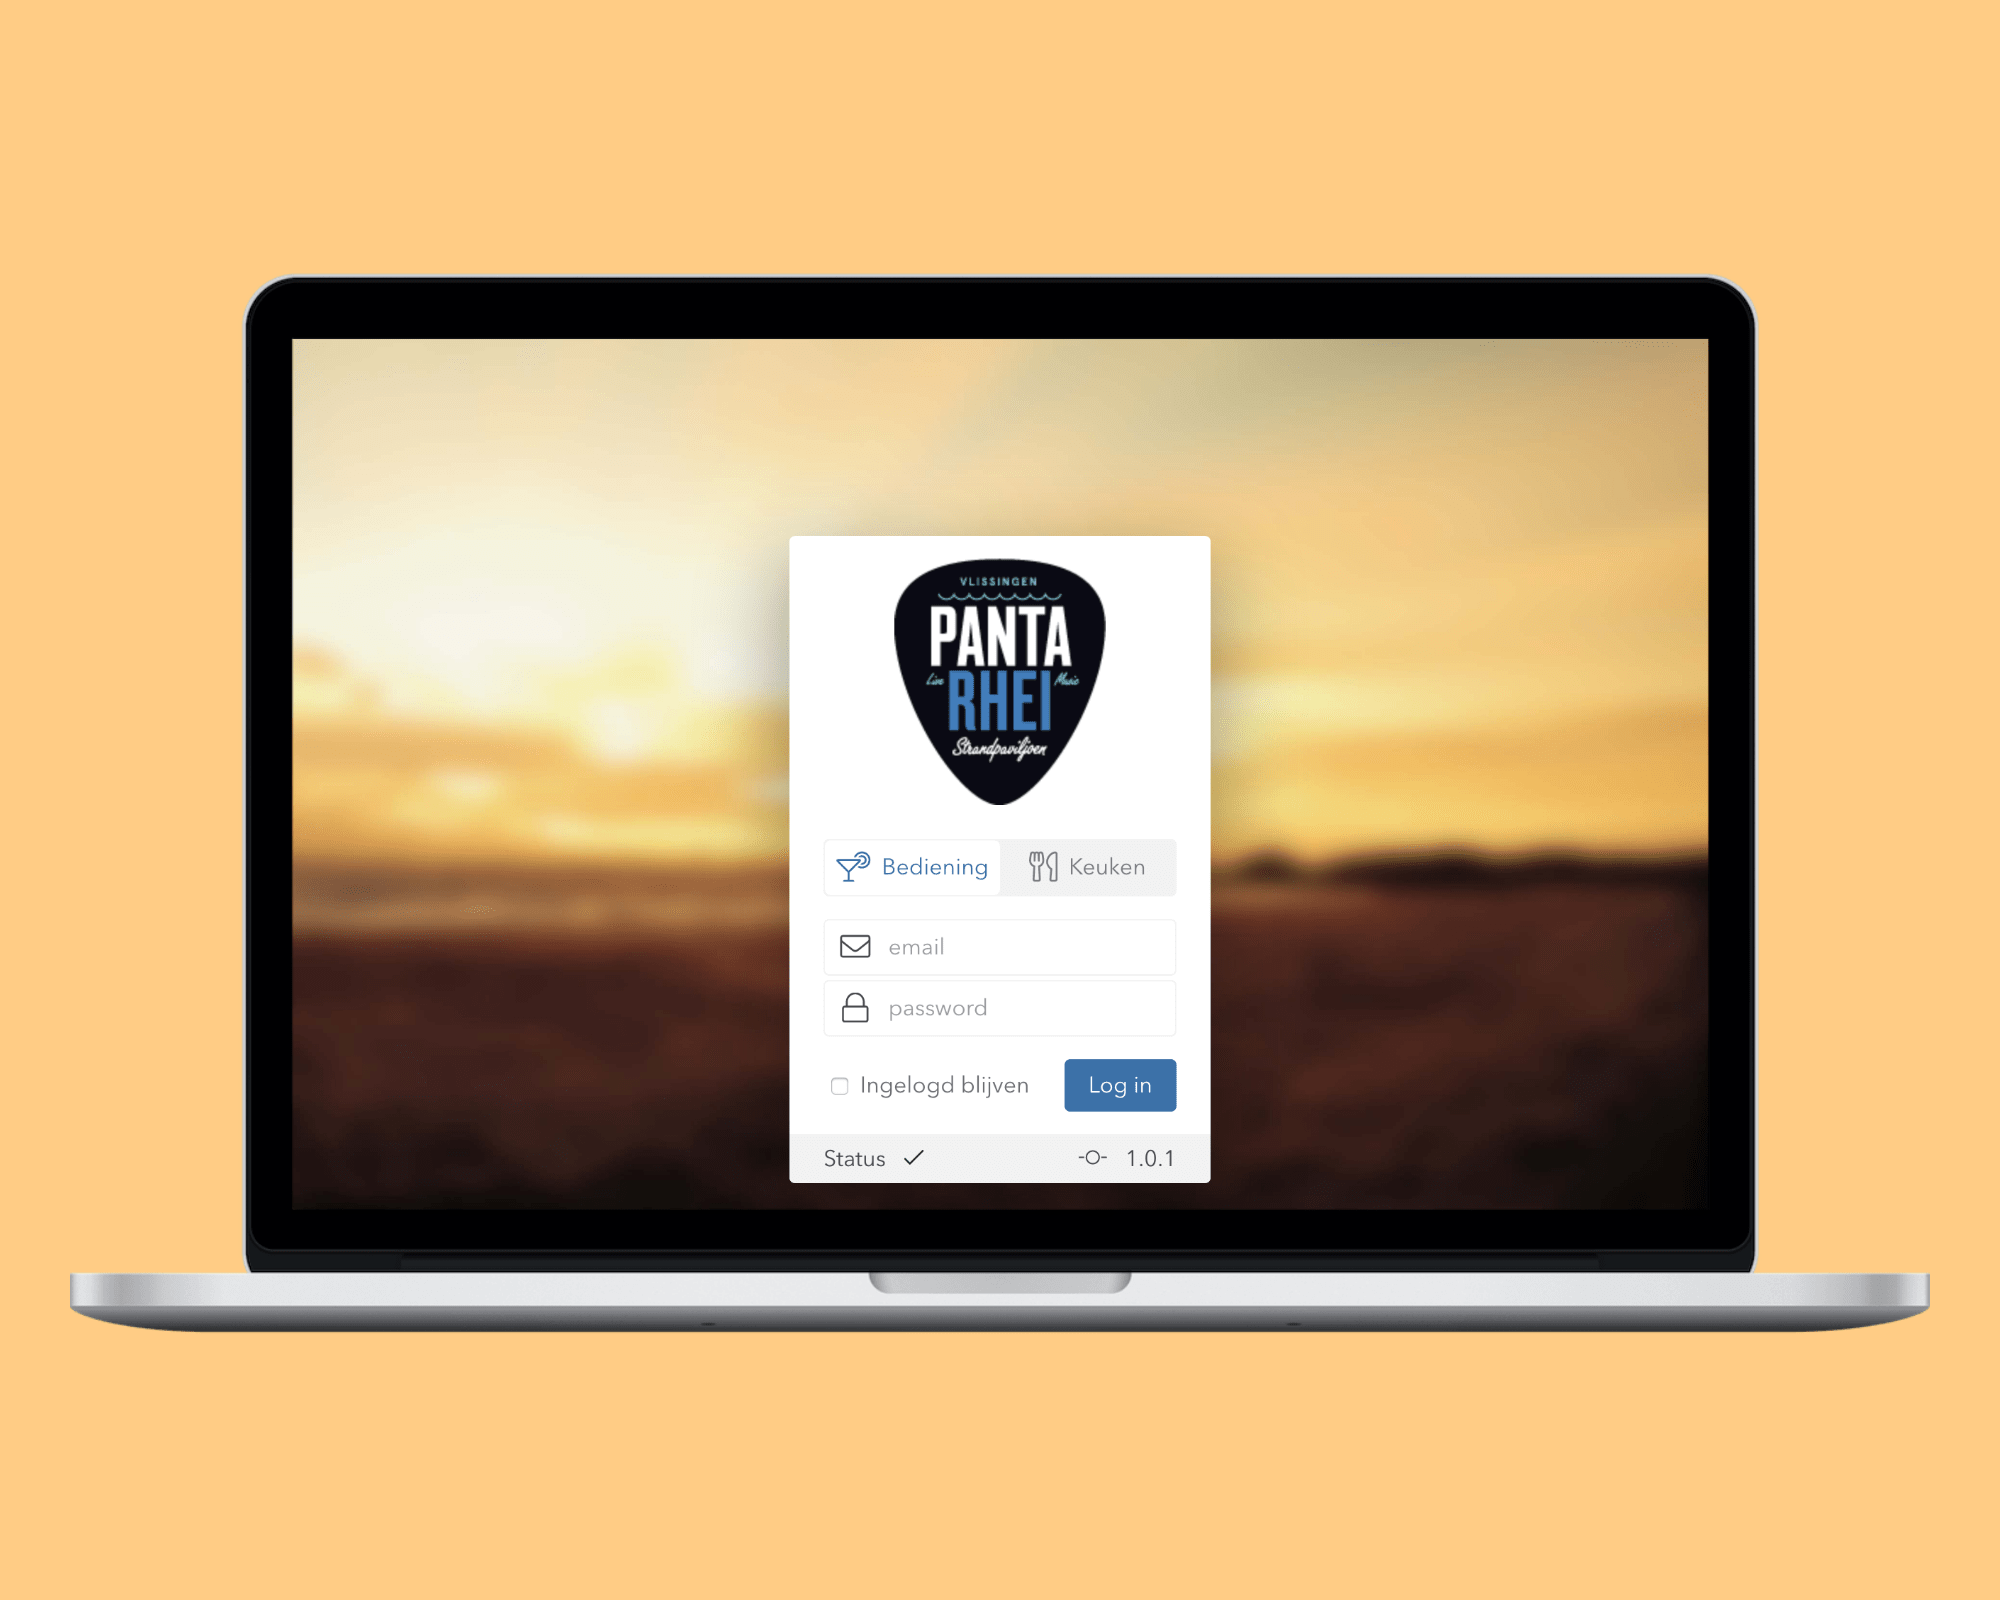 VLISSINGEN
PANTA
Live RHEI Music
Strandpaviljoen
Bediening Keuken
email
password
Ingelogd blijven Log in
Status 1.0.1